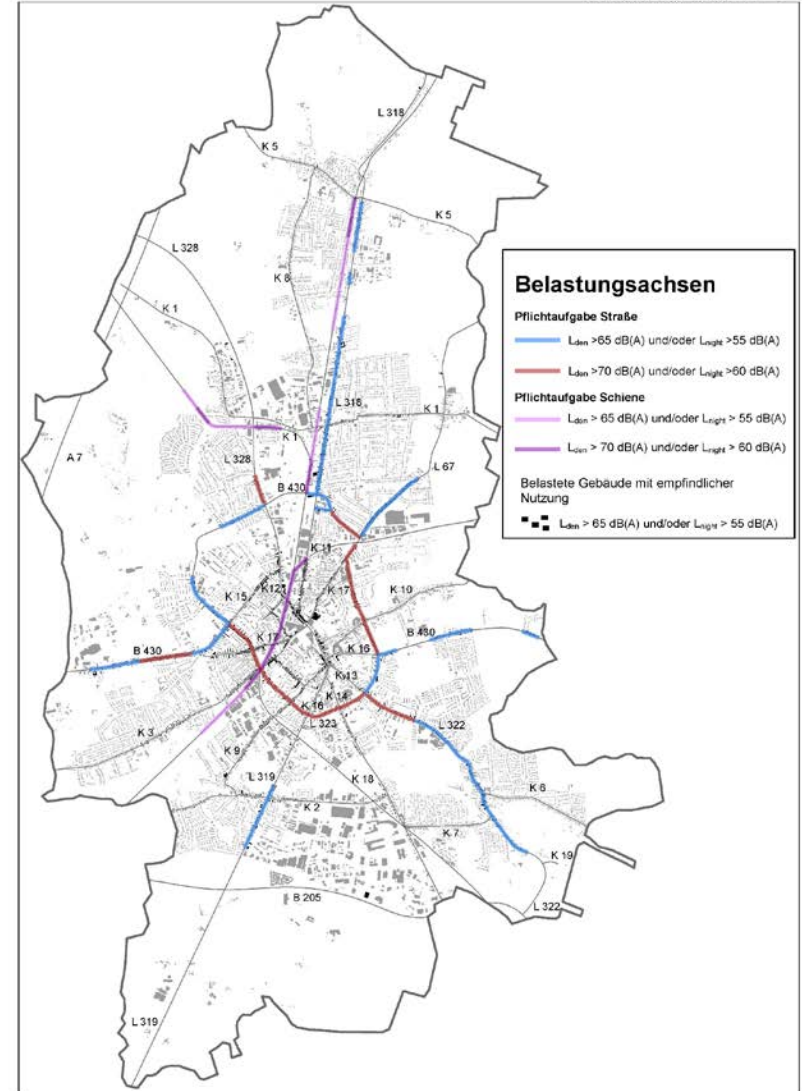 L 318
K 5
K 5
L 328
K 8
K 1
Belastungsachsen
Pflichtaufgabe Straße
Lden >65 dB(A) und/oder Lnight >55 dB(A)
Lden >70 dB(A) und/oder Lnight >60 dB(A)
Pflichtaufgabe Schiene
Lden > 65 dB(A) und/oder Lnight > 55 dB(A)
Lden > 70 dB(A) und/oder Lnight > 60 dB(A)
Belastete Gebäude mit empfindlicher
Nutzung
Lden > 65 dB(A) und/oder Lnight > 55 dB(A)
L 318
K 1
K 1
A 7
L 328
L 67
B 430
K 11
K 12
K 17
K 15
K 10
K 17
B 430
B 430
K 16
K 13
K 14
K 16
L 323
L 322
K 3
K 9
L 319
K 18
K 2
K 6
K 7
K 19
B 205
L 322
L 319